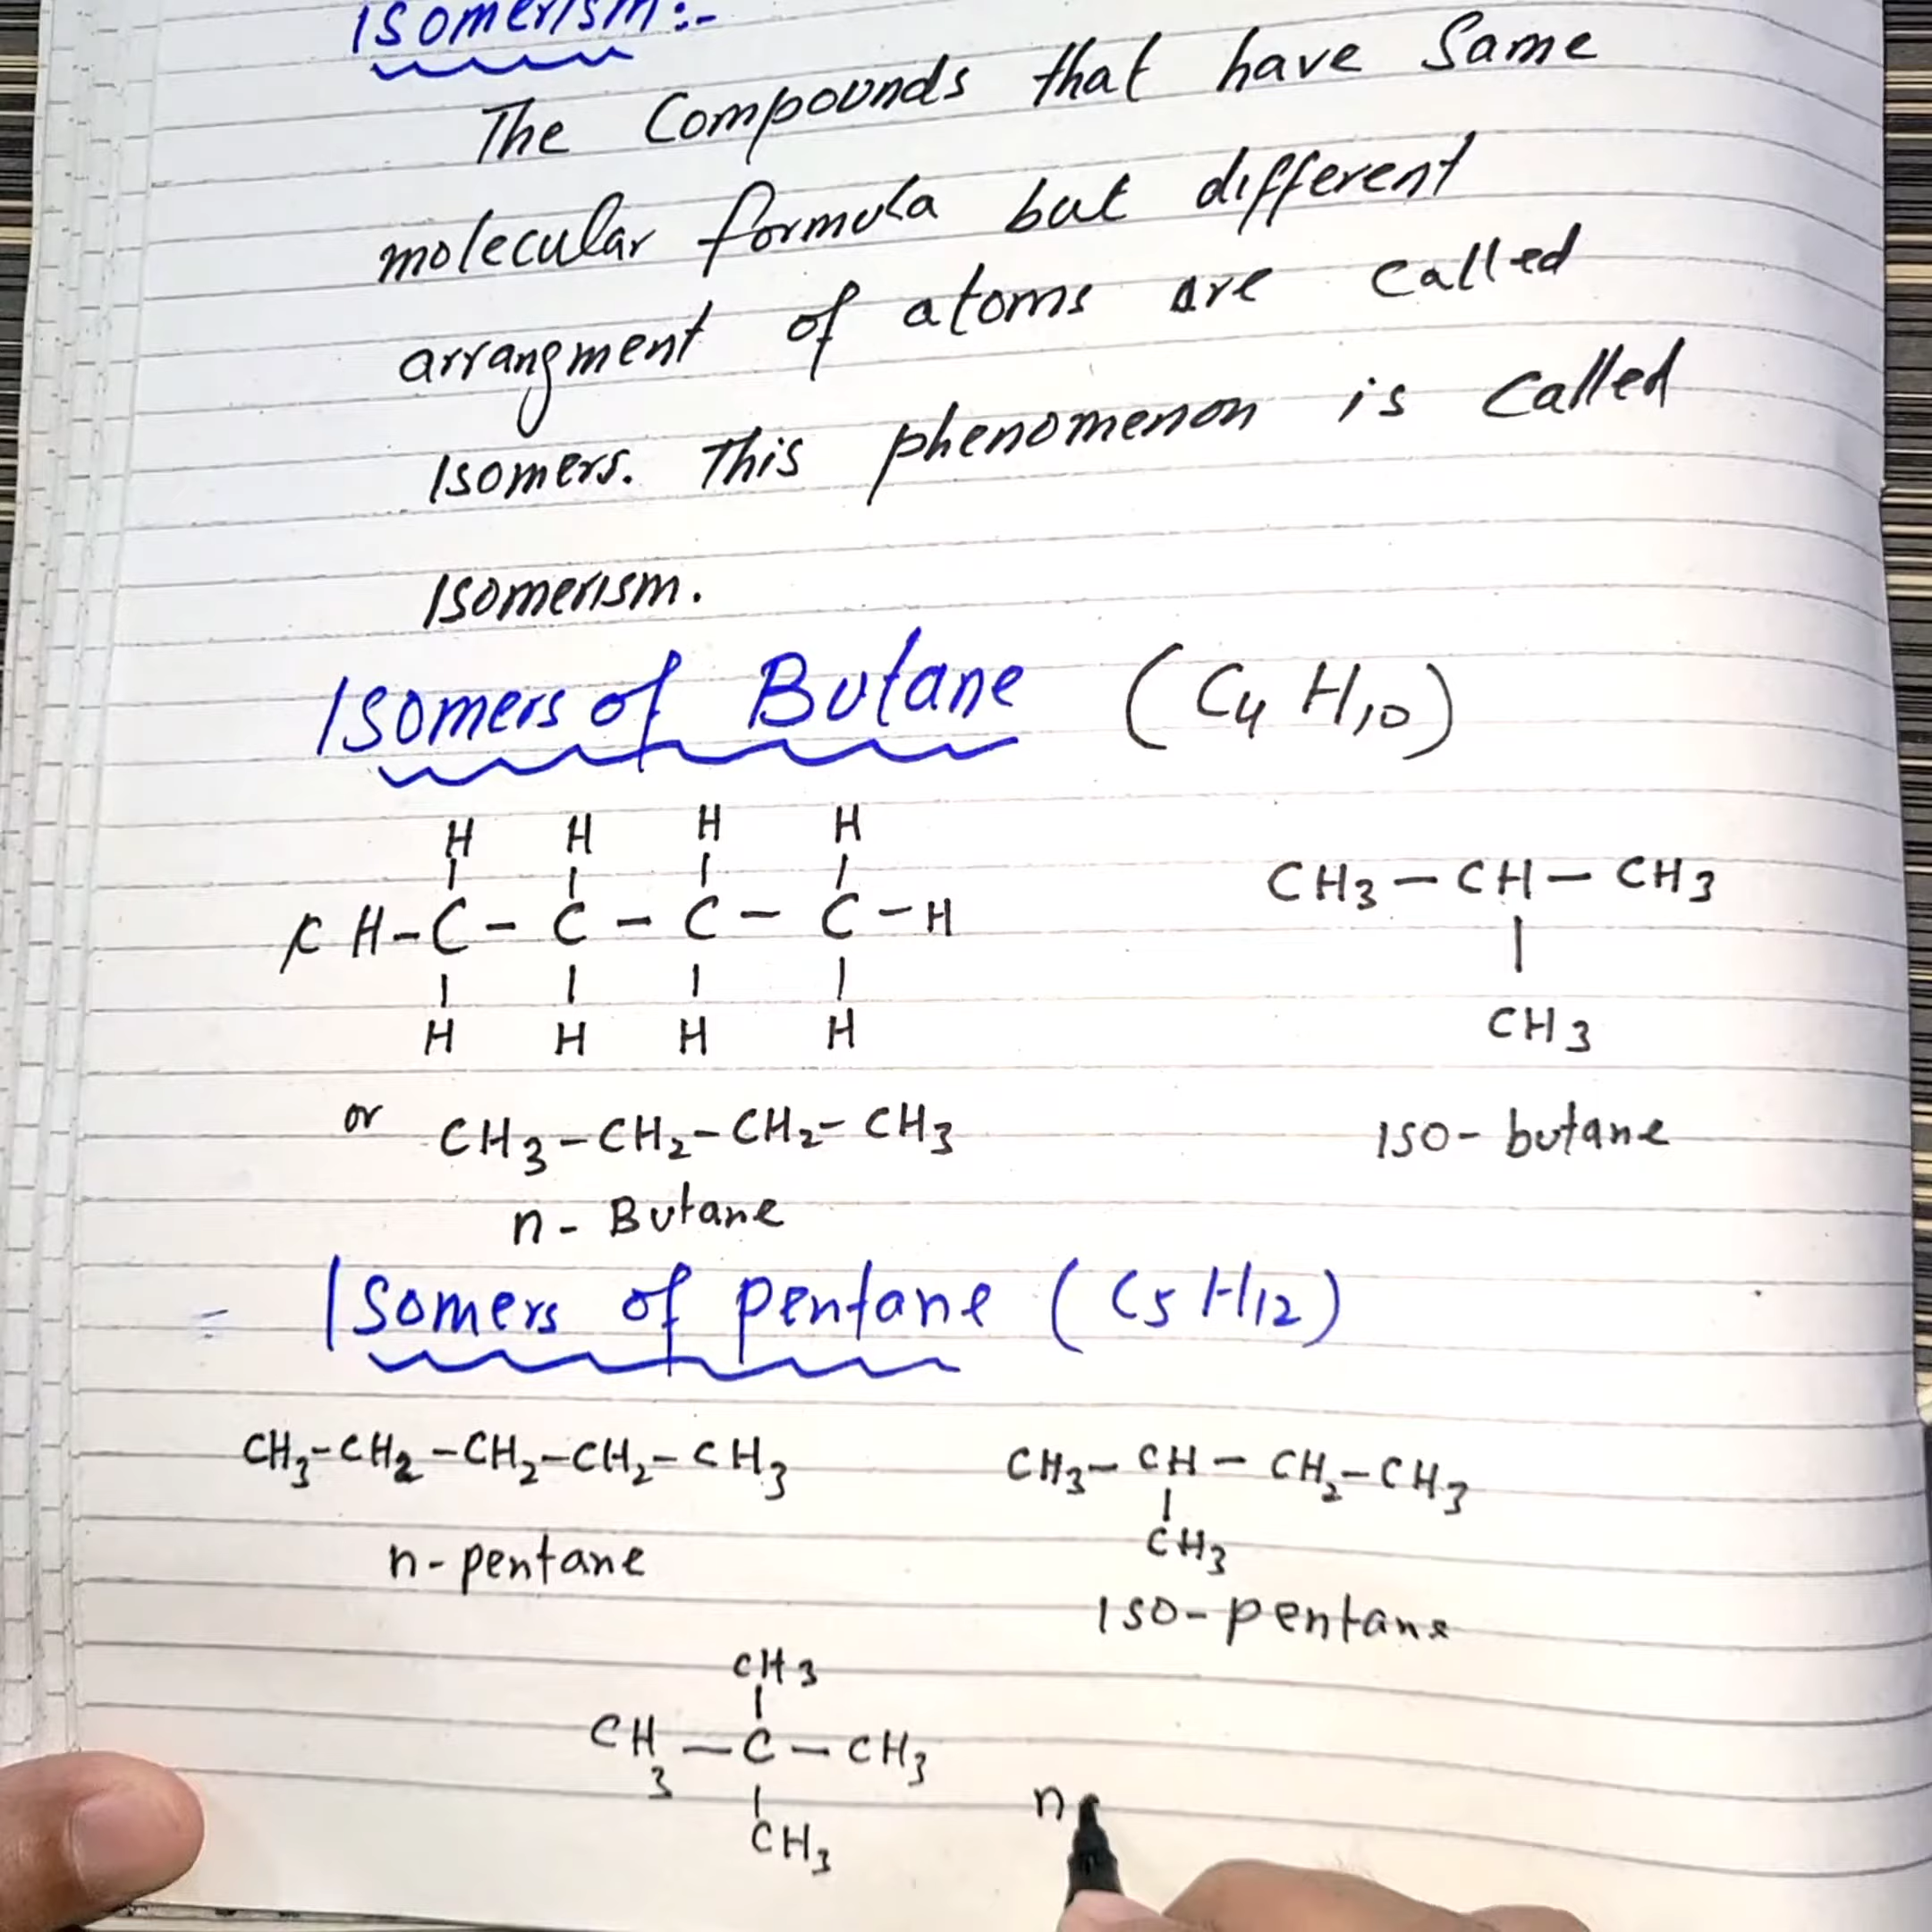 Isomerism:-
The Compounds that have Same
molecular formula but different
arrangment of atoms are called
Isomers. This phenomenon is called
Isomerism.
Isomers of Butane (C4 H10)
H H H H
H-C-C-C-C-H
H H H H
or CH3-CH2-CH2-CH3
n- Butane
CH3-CH-CH3
|
CH3
Iso-butane
= Isomers of pentane (C5 H12)
CH3-CH2-CH2-CH2-CH3
n-pentane
CH3-CH-CH2-CH3
|
CH3
Iso-pentane
CH3
|
CH3-C-CH3
|
CH3
n